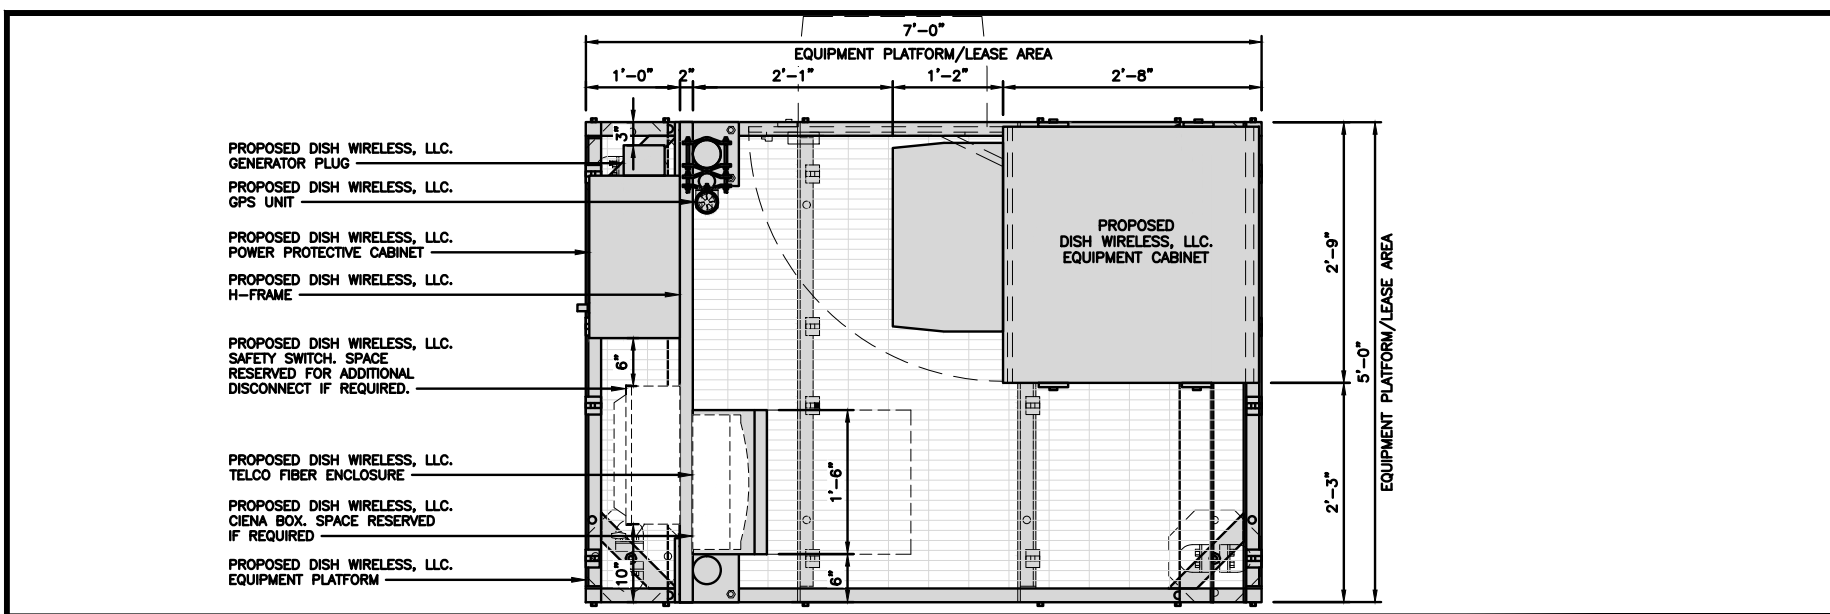 7'-0"
EQUIPMENT PLATFORM/LEASE AREA
1'-0"
2"
2'-1"
1'-2"
2'-8"
3"
PROPOSED DISH WIRELESS, LLC.
GENERATOR PLUG
PROPOSED DISH WIRELESS, LLC.
GPS UNIT
PROPOSED DISH WIRELESS, LLC.
POWER PROTECTIVE CABINET
PROPOSED DISH WIRELESS, LLC.
H-FRAME
PROPOSED DISH WIRELESS, LLC.
SAFETY SWITCH. SPACE
RESERVED FOR ADDITIONAL
DISCONNECT IF REQUIRED.
PROPOSED DISH WIRELESS, LLC.
TELCO FIBER ENCLOSURE
PROPOSED DISH WIRELESS, LLC.
CIENA BOX. SPACE RESERVED
IF REQUIRED
PROPOSED DISH WIRELESS, LLC.
EQUIPMENT PLATFORM
6"
10"
1'-6"
6"
PROPOSED
DISH WIRELESS, LLC.
EQUIPMENT CABINET
2'-9"
2'-3"
5'-0"
EQUIPMENT PLATFORM/LEASE AREA